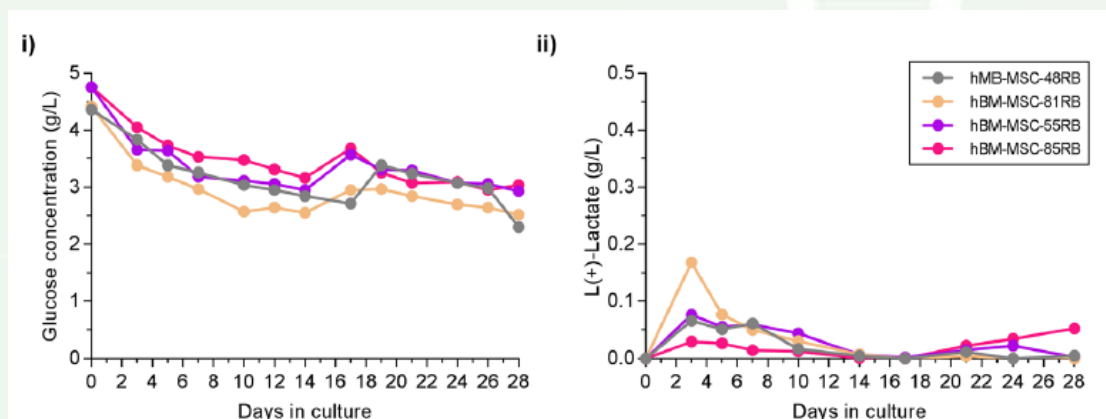 i)
5
4
3
2
1
0
Glucose concentration (g/L)
0 2 4 6 8 10 12 14 16 18 20 22 24 26 28
Days in culture
ii)
0.5
0.4
0.3
0.2
0.1
0.0
L(+)-Lactate (g/L)
0 2 4 6 8 10 12 14 16 18 20 22 24 26 28
Days in culture
hMB-MSC-48RB
hBM-MSC-81RB
hBM-MSC-55RB
hBM-MSC-85RB